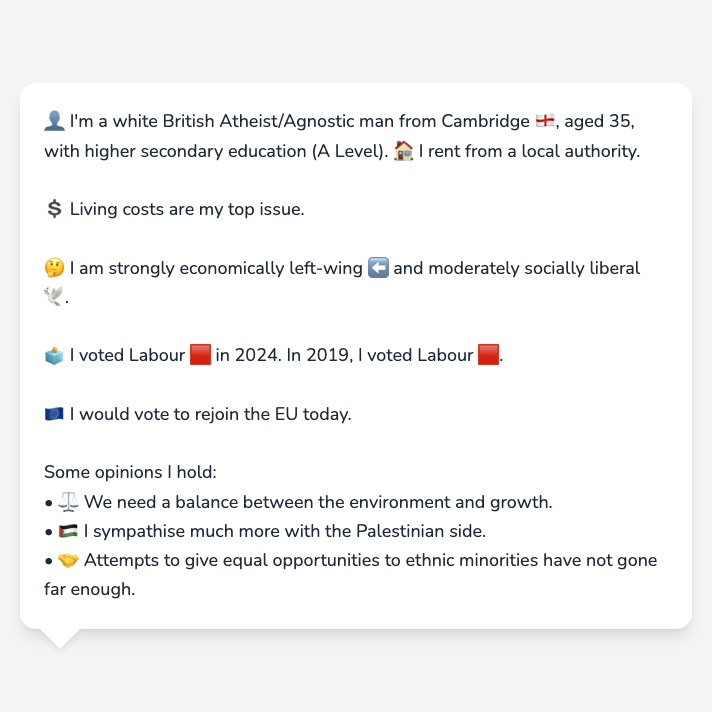 👤 I'm a white British Atheist/Agnostic man from Cambridge 🏴󠁧󠁢󠁥󠁮󠁧󠁿, aged 35,
with higher secondary education (A Level). 🏠 I rent from a local authority.
💲 Living costs are my top issue.
🤔 I am strongly economically left-wing ⬅️ and moderately socially liberal
🕊️.
🗳️ I voted Labour 🟥 in 2024. In 2019, I voted Labour 🟥.
🇪🇺 I would vote to rejoin the EU today.
Some opinions I hold:
• ⚖️ We need a balance between the environment and growth.
• 🇵🇸 I sympathise much more with the Palestinian side.
• 🤝 Attempts to give equal opportunities to ethnic minorities have not gone
far enough.